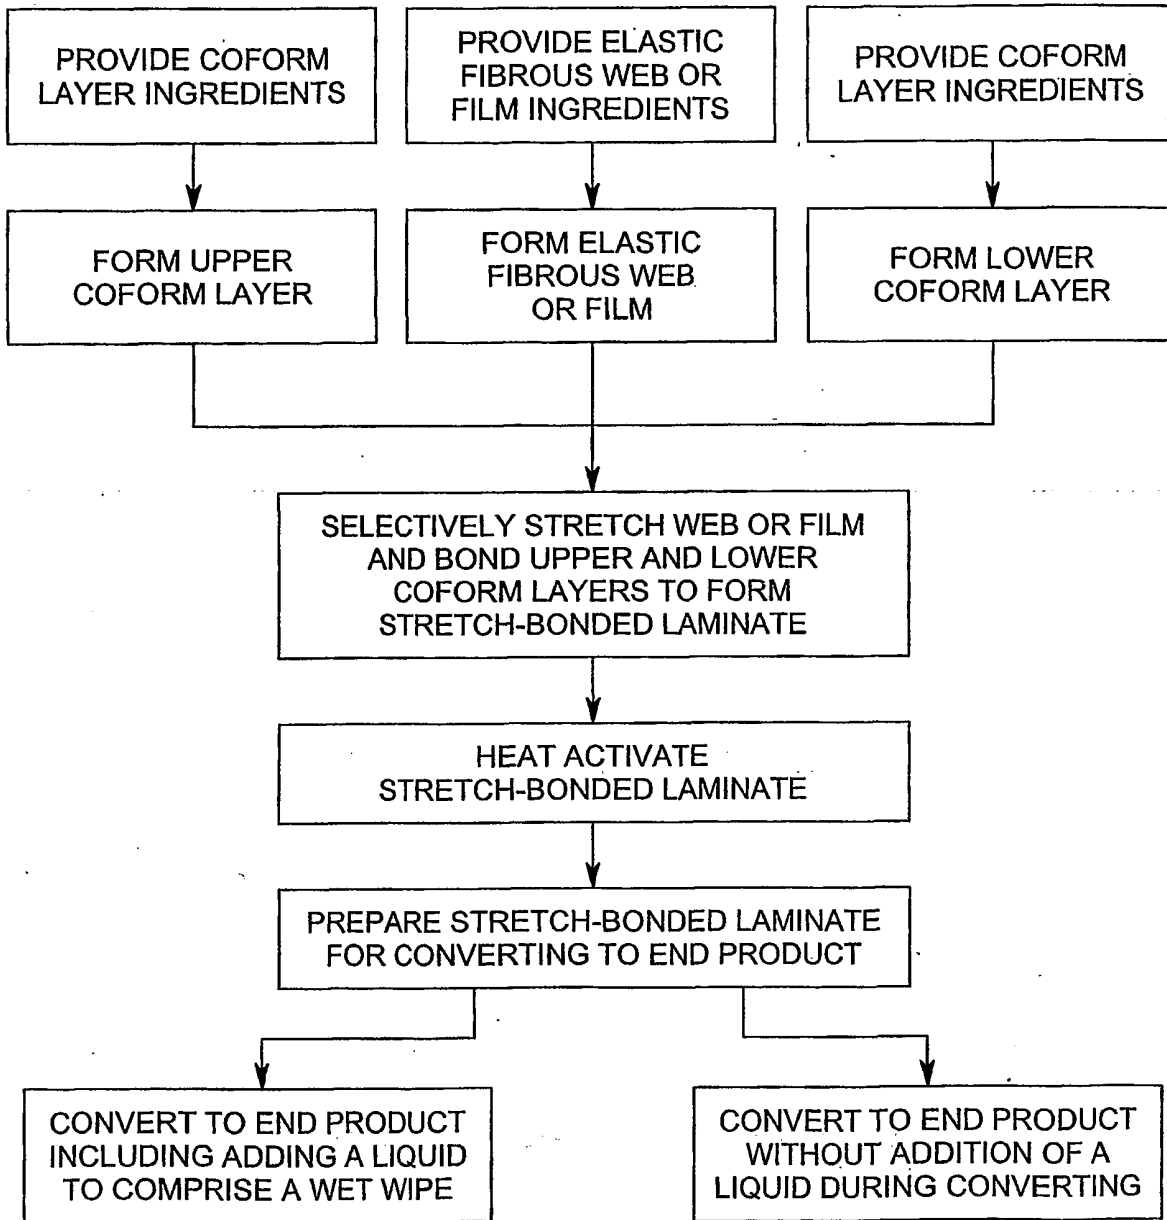 PROVIDE COFORM
LAYER INGREDIENTS
PROVIDE ELASTIC
FIBROUS WEB OR
FILM INGREDIENTS
PROVIDE COFORM
LAYER INGREDIENTS
FORM UPPER
COFORM LAYER
FORM ELASTIC
FIBROUS WEB
OR FILM
FORM LOWER
COFORM LAYER
SELECTIVELY STRETCH WEB OR FILM
AND BOND UPPER AND LOWER
COFORM LAYERS TO FORM
STRETCH-BONDED LAMINATE
HEAT ACTIVATE
STRETCH-BONDED LAMINATE
PREPARE STRETCH-BONDED LAMINATE
FOR CONVERTING TO END PRODUCT
CONVERT TO END PRODUCT
INCLUDING ADDING A LIQUID
TO COMPRISE A WET WIPE
CONVERT TO END PRODUCT
WITHOUT ADDITION OF A
LIQUID DURING CONVERTING